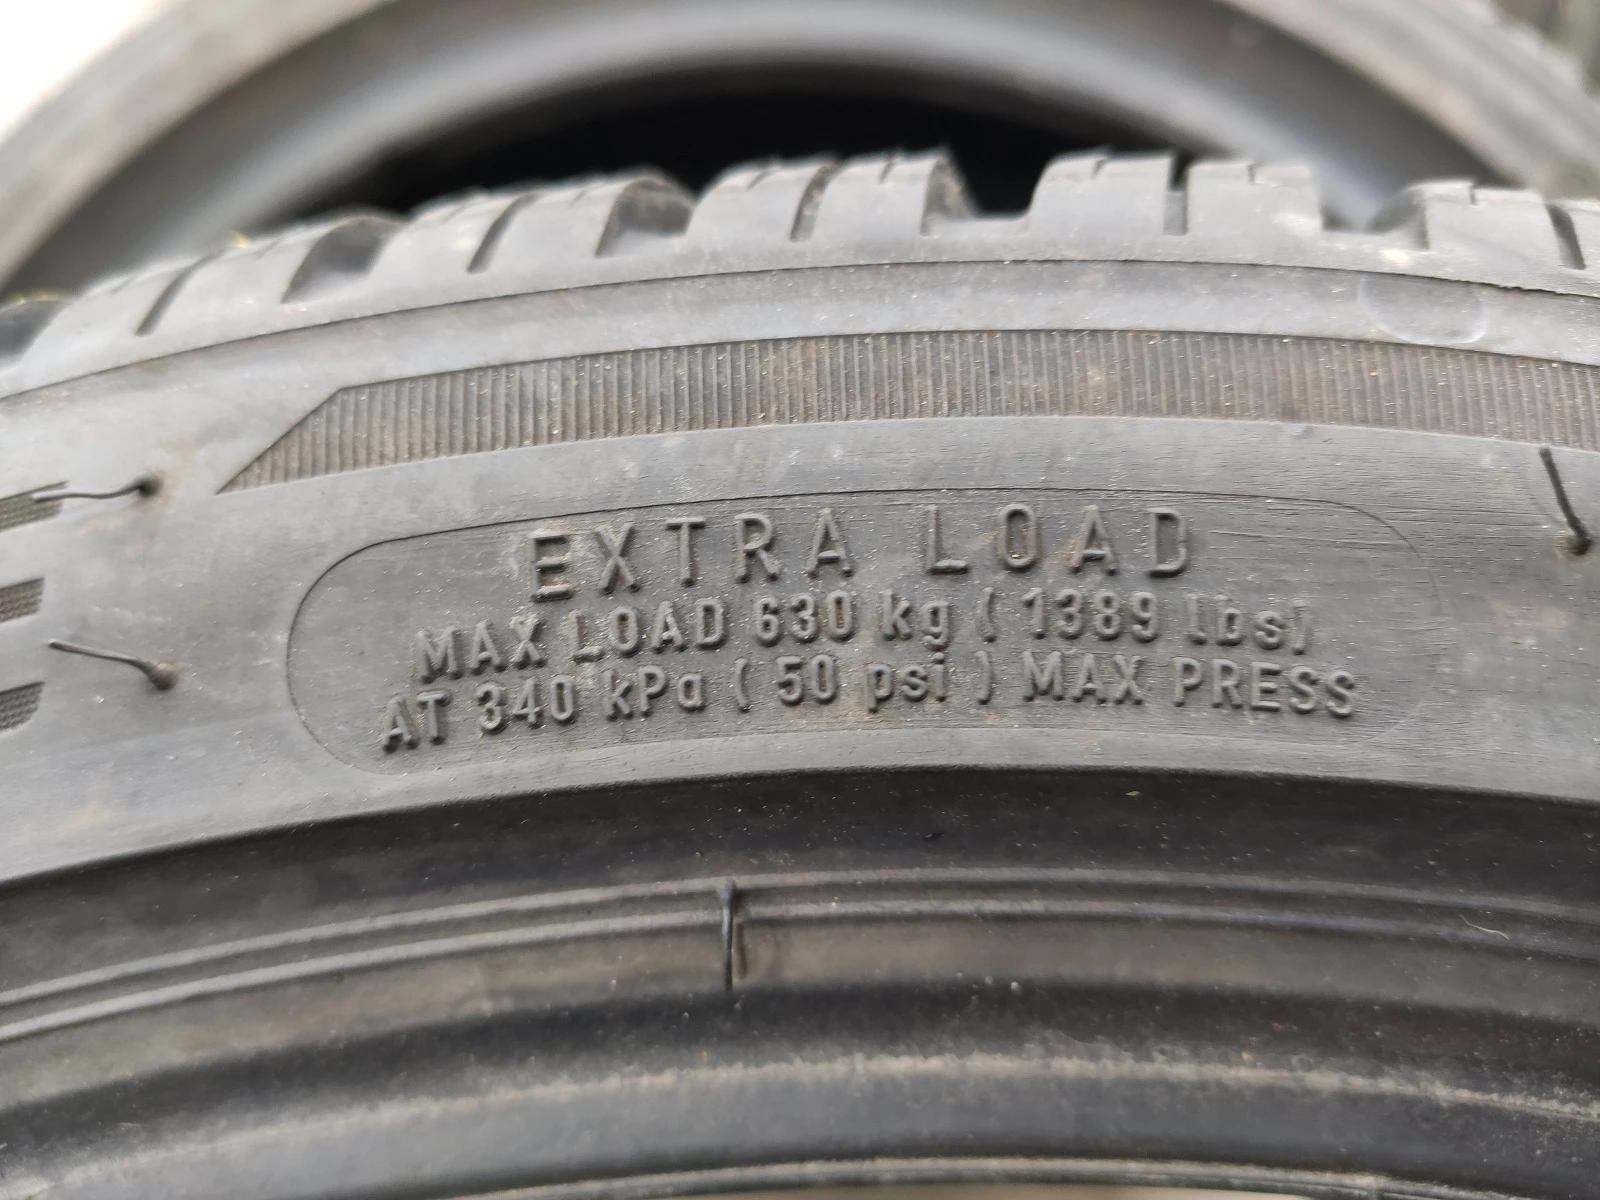 EXTRA LOAD
MAX LOAD 630 kg ( 1389 lbs)
AT 340 kPa ( 50 psi ) MAX PRESS